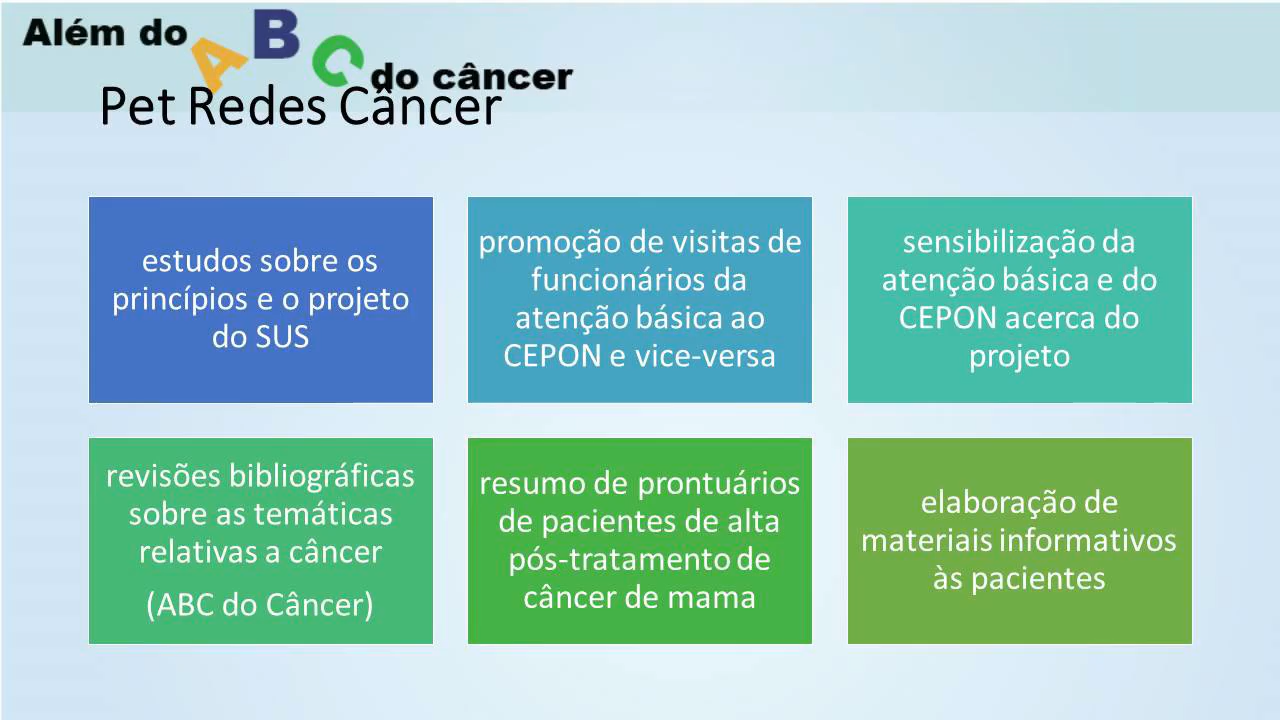 Além do
ABC
do câncer
Pet Redes Câncer
estudos sobre os
princípios e o projeto
do SUS
promoção de visitas de
funcionários da
atenção básica ao
CEPON e vice-versa
sensibilização da
atenção básica e do
CEPON acerca do
projeto
revisões bibliográficas
sobre as temáticas
relativas a câncer
(ABC do Câncer)
resumo de prontuários
de pacientes de alta
pós-tratamento de
câncer de mama
elaboração de
materiais informativos
às pacientes